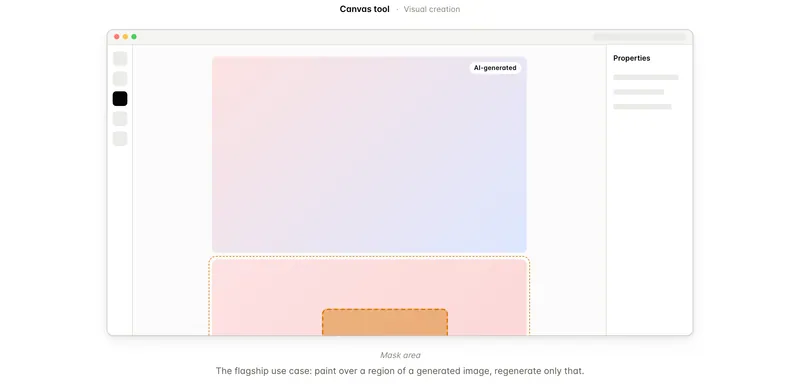 Canvas tool · Visual creation
AI-generated
Properties
Mask area
The flagship use case: paint over a region of a generated image, regenerate only that.